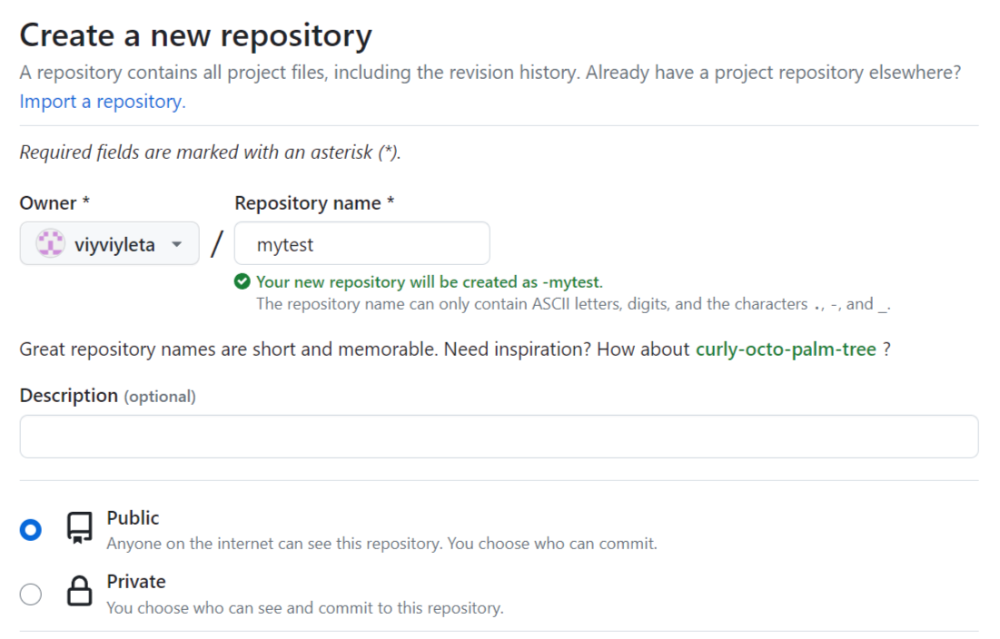 Create a new repository
A repository contains all project files, including the revision history. Already have a project repository elsewhere?
Import a repository.
Required fields are marked with an asterisk (*).
Owner * Repository name *
viyviyleta / mytest
Your new repository will be created as -mytest.
The repository name can only contain ASCII letters, digits, and the characters ., -, and _.
Great repository names are short and memorable. Need inspiration? How about curly-octo-palm-tree ?
Description (optional)
Public
Anyone on the internet can see this repository. You choose who can commit.
Private
You choose who can see and commit to this repository.